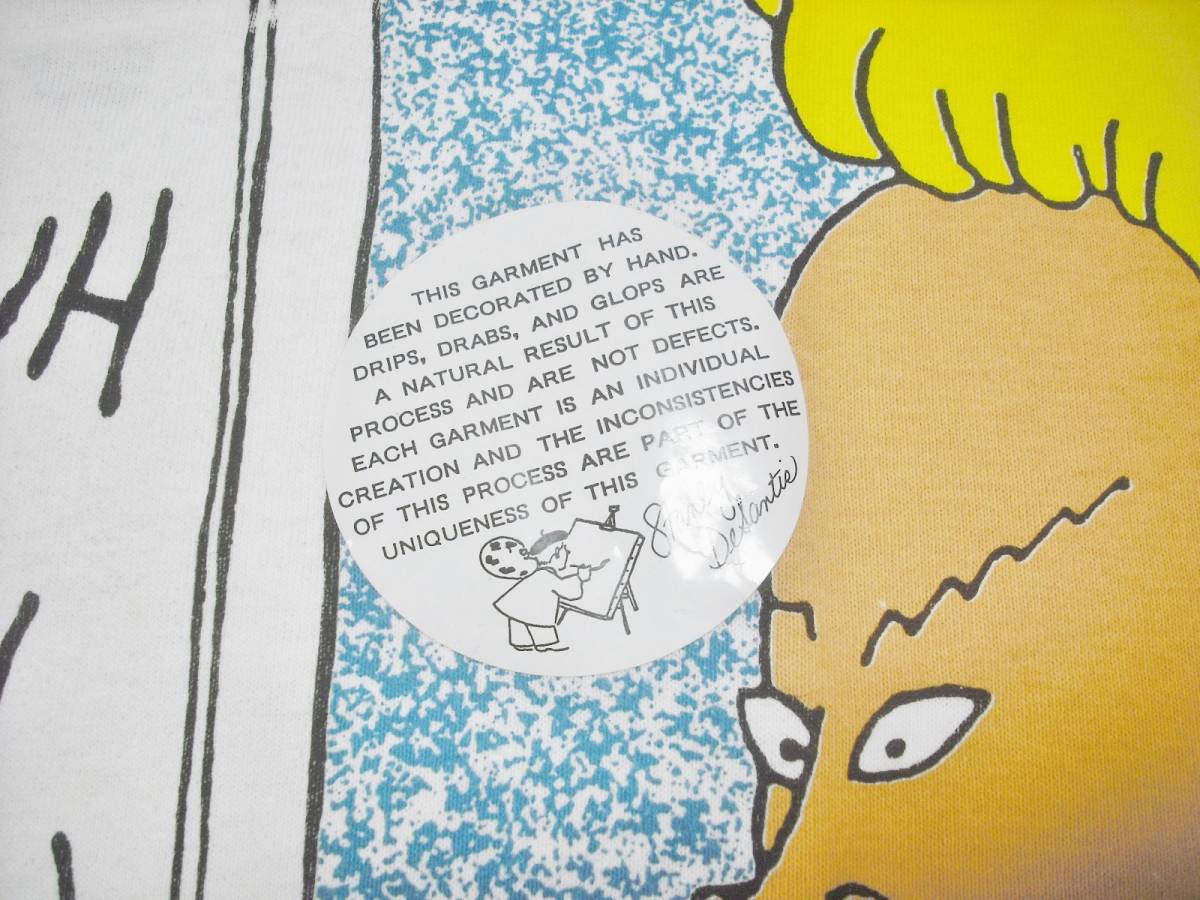 THIS GARMENT HAS
BEEN DECORATED BY HAND.
DRIPS, DRABS, AND GLOPS ARE
A NATURAL RESULT OF THIS
PROCESS AND ARE NOT DEFECTS.
EACH GARMENT IS AN INDIVIDUAL
CREATION AND THE INCONSISTENCIES
OF THIS PROCESS ARE PART OF THE
UNIQUENESS OF THIS GARMENT.
DeSantie
H